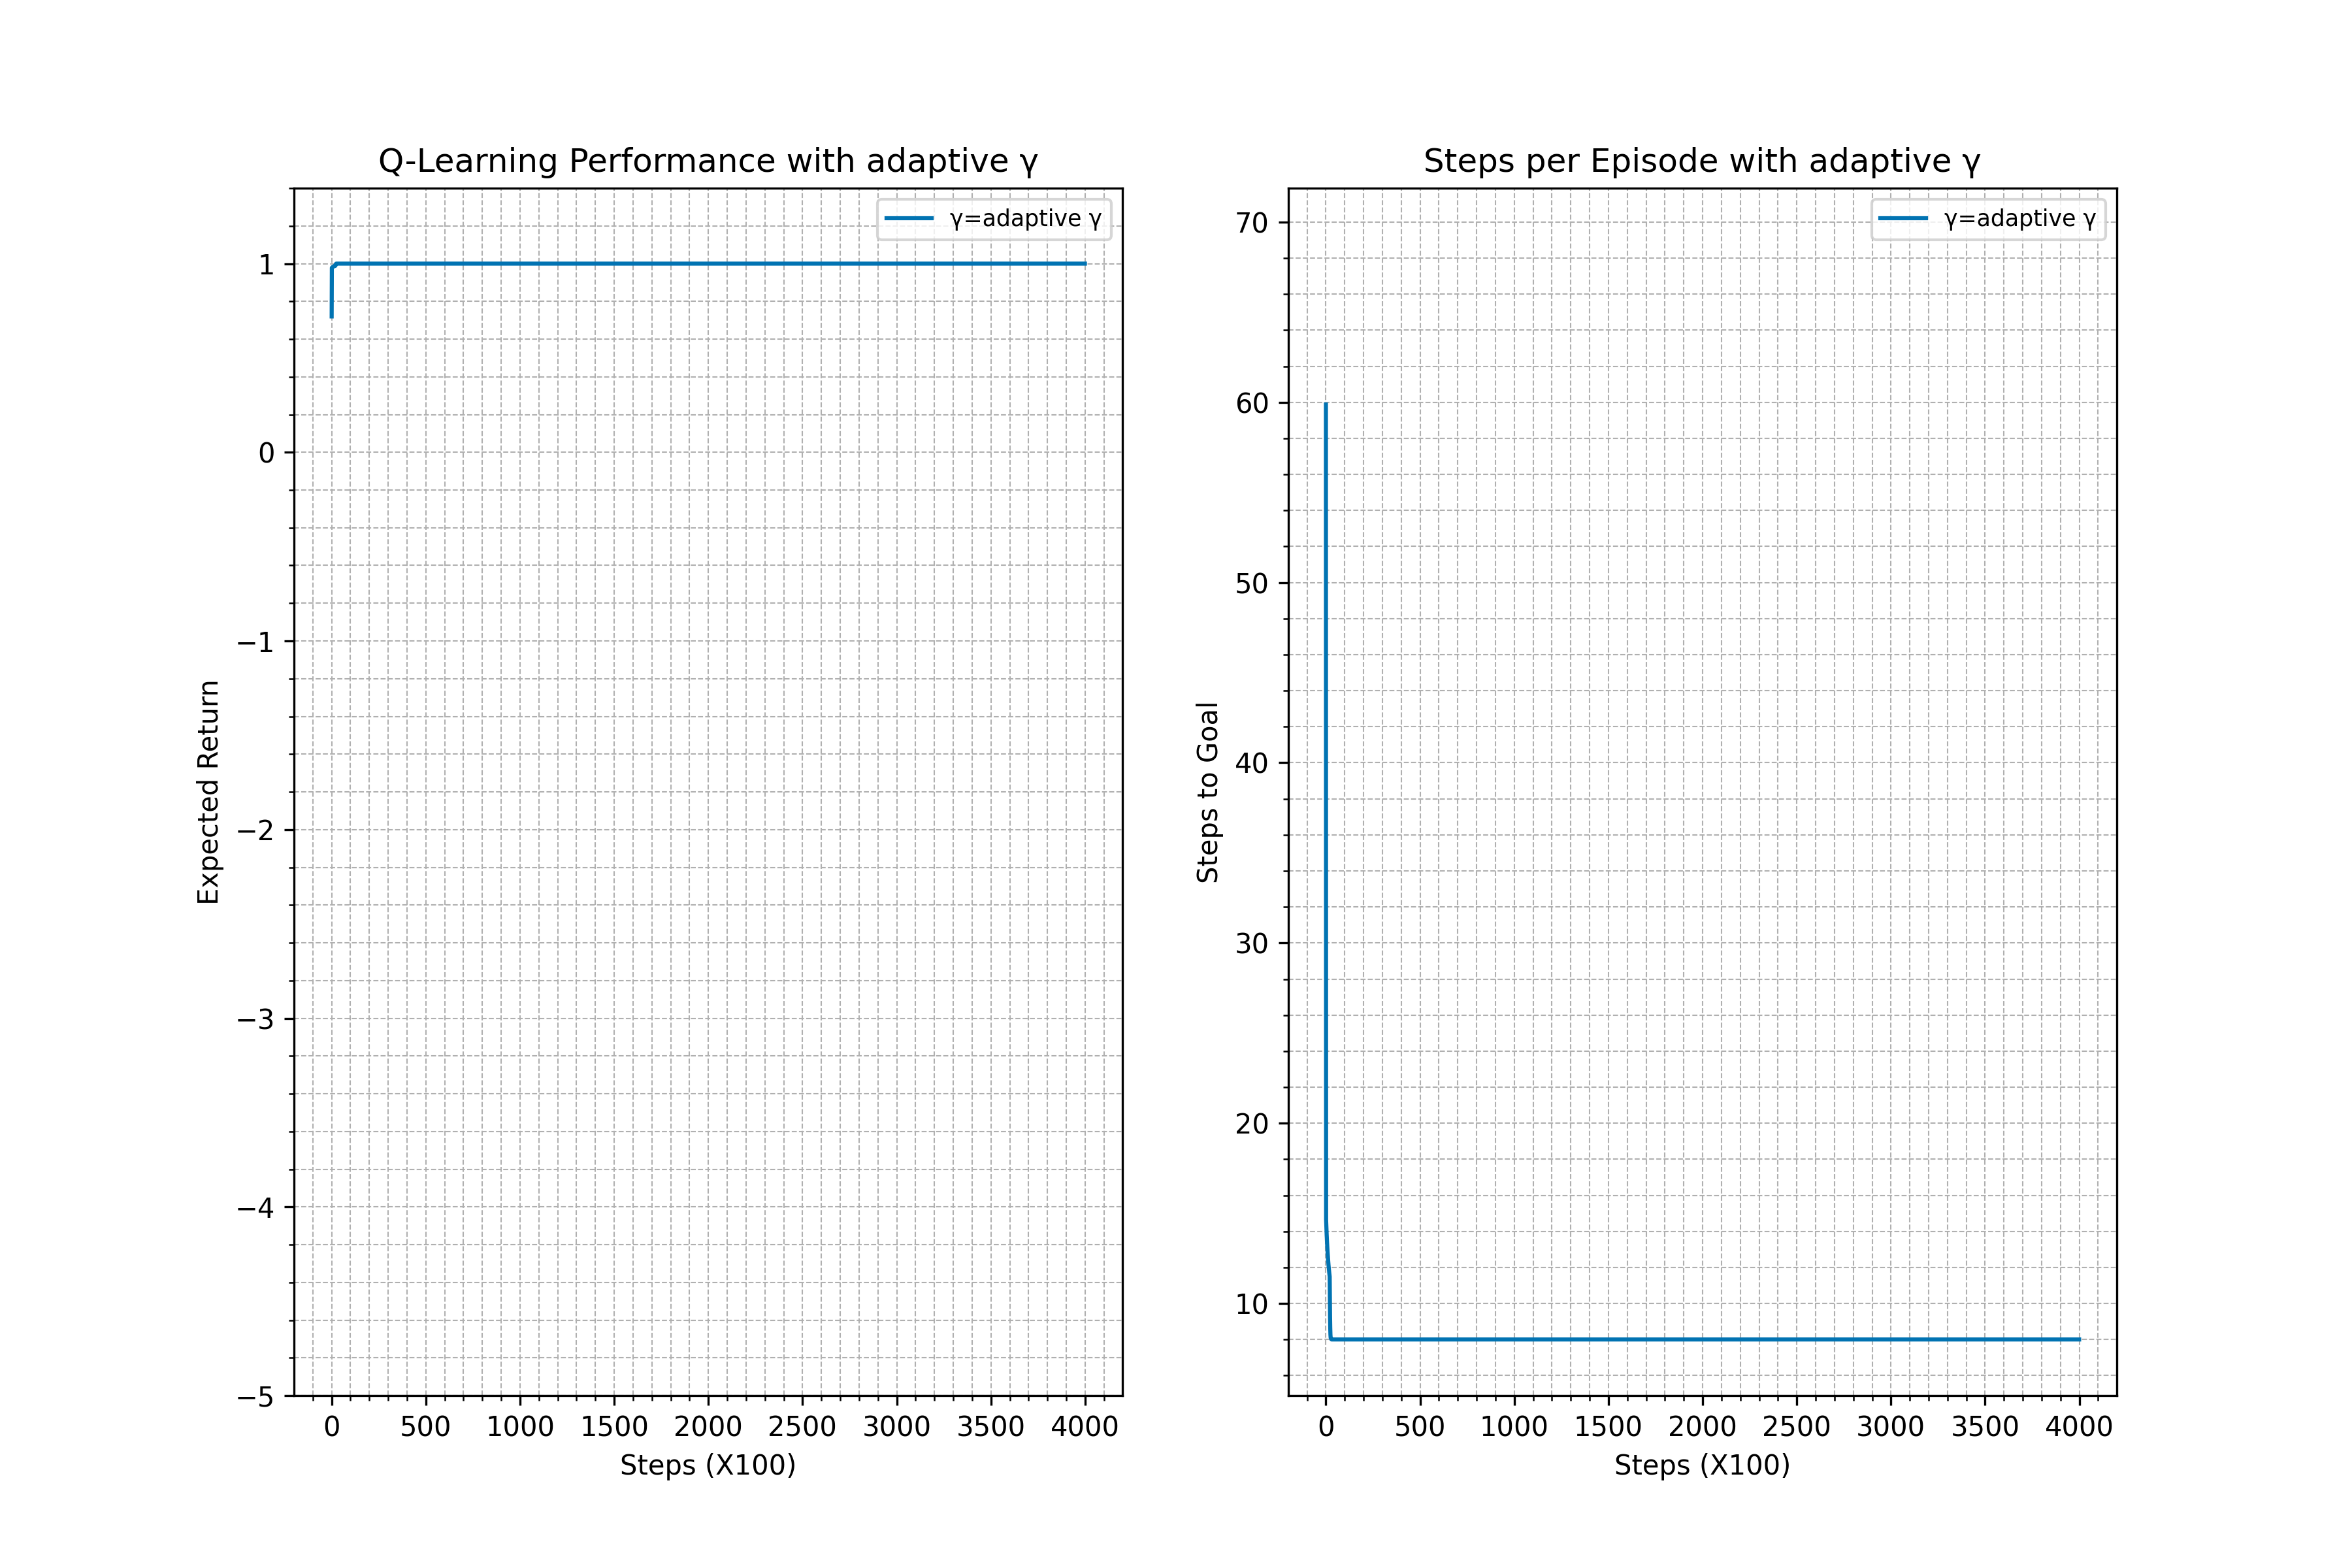 Q-Learning Performance with adaptive γ
γ=adaptive γ
1
0
−1
−2
−3
−4
−5
Expected Return
0 500 1000 1500 2000 2500 3000 3500 4000
Steps (X100)
Steps per Episode with adaptive γ
γ=adaptive γ
70
60
50
40
30
20
10
Steps to Goal
0 500 1000 1500 2000 2500 3000 3500 4000
Steps (X100)